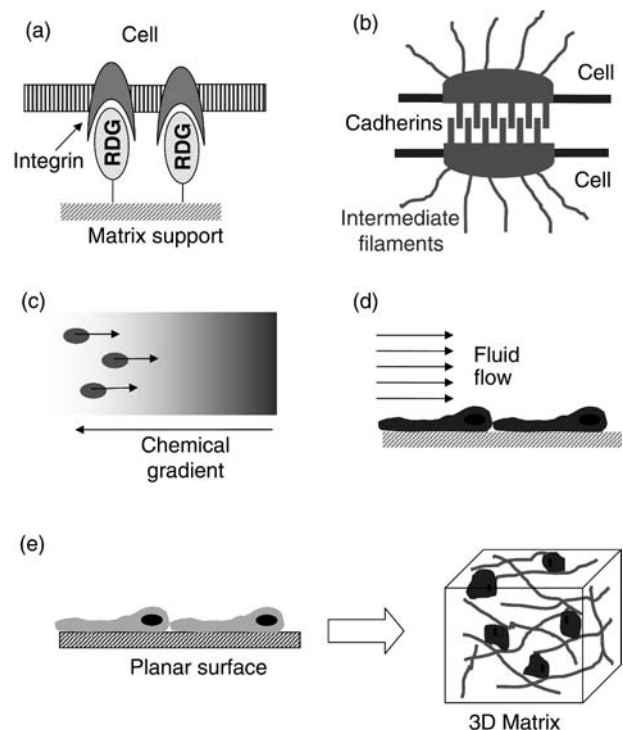 (a)
Cell
Integrin
RDG
RDG
Matrix support
(b)
Cell
Cadherins
Cell
Intermediate
filaments
(c)
Chemical
gradient
(d)
Fluid
flow
(e)
Planar surface
3D Matrix